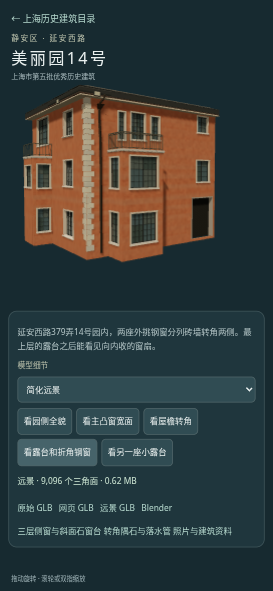 ← 上海历史建筑目录
静安区 · 延安西路
美丽园14号
上海市第五批优秀历史建筑
延安西路379弄14号园内，两座外挑钢窗分列砖墙转角两侧。最
上层的露台之后能看见向内收的窗扇。
模型细节
简化远景
看园侧全貌
看主凸窗宽面
看屋檐转角
看露台和折角钢窗
看另一座小露台
远景 · 9,096 个三角面 · 0.62 MB
原始 GLB 网页 GLB 远景 GLB Blender
三层侧窗与斜面石窗台 转角隅石与落水管 照片与建筑资料
拖动旋转 · 滚轮或双指缩放